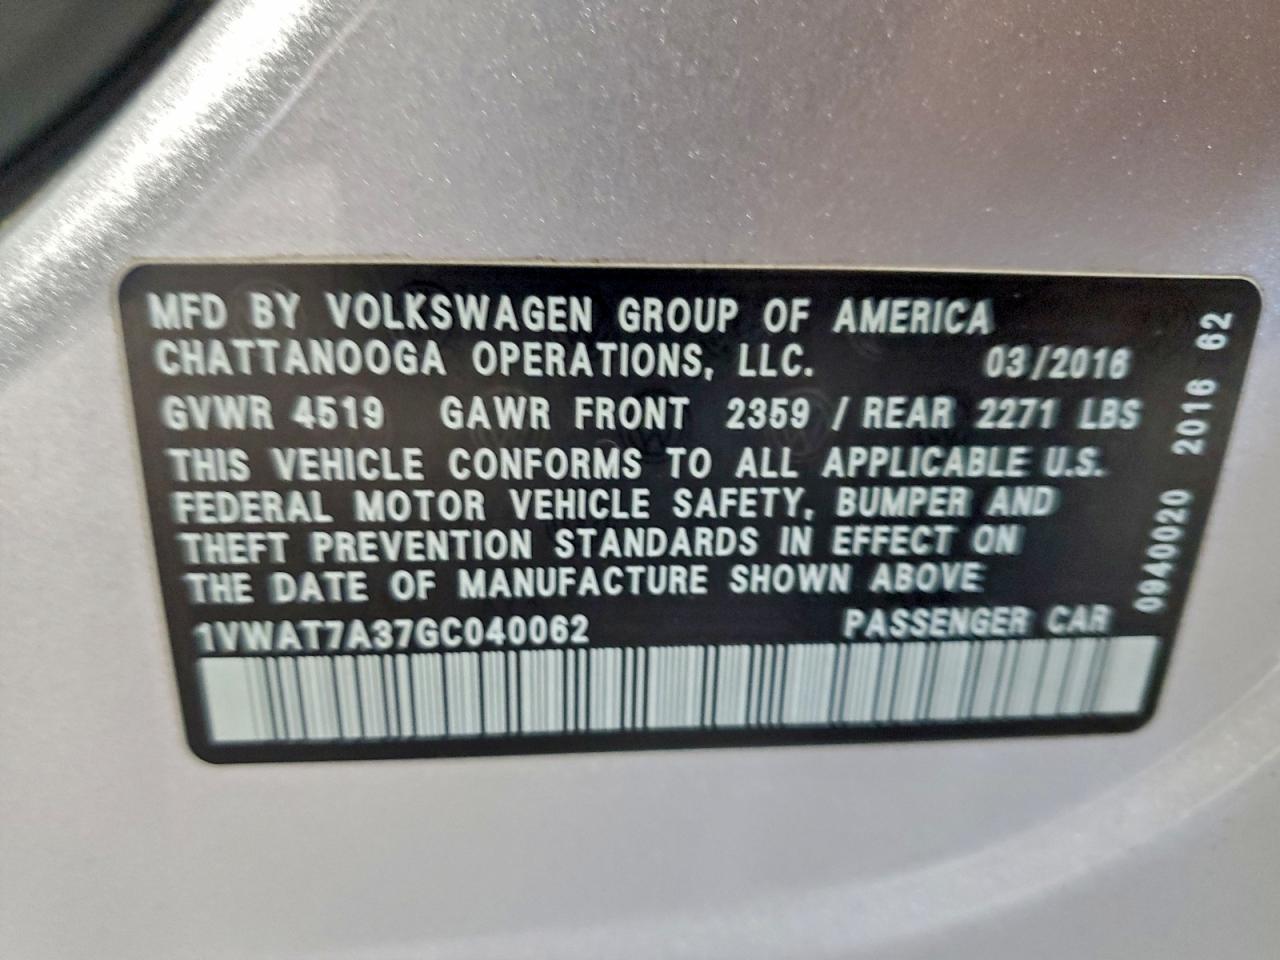 MFD BY VOLKSWAGEN GROUP OF AMERICA
CHATTANOOGA OPERATIONS, LLC. 03/2016
GVWR 4519 GAWR FRONT 2359 / REAR 2271 LBS
THIS VEHICLE CONFORMS TO ALL APPLICABLE U.S.
FEDERAL MOTOR VEHICLE SAFETY, BUMPER AND
THEFT PREVENTION STANDARDS IN EFFECT ON
THE DATE OF MANUFACTURE SHOWN ABOVE
1VWAT7A37GC040062 PASSENGER CAR
0940020 2016 62